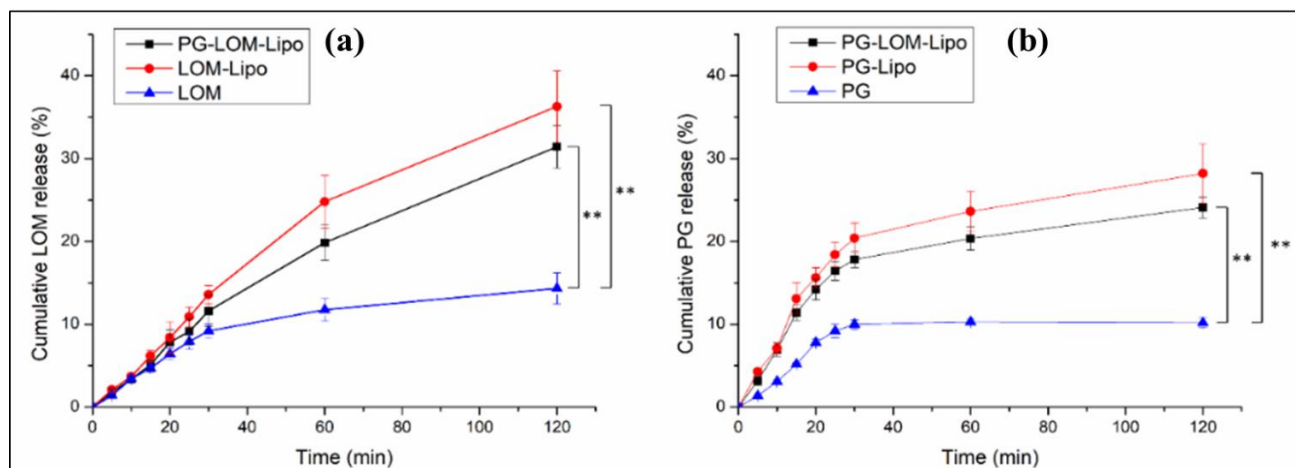 (a)
PG-LOM-Lipo
LOM-Lipo
LOM
Cumulative LOM release (%)
40
30
20
10
0
**
**
0 20 40 60 80 100 120
Time (min)
(b)
PG-LOM-Lipo
PG-Lipo
PG
Cumulative PG release (%)
40
30
20
10
0
**
**
0 20 40 60 80 100 120
Time (min)